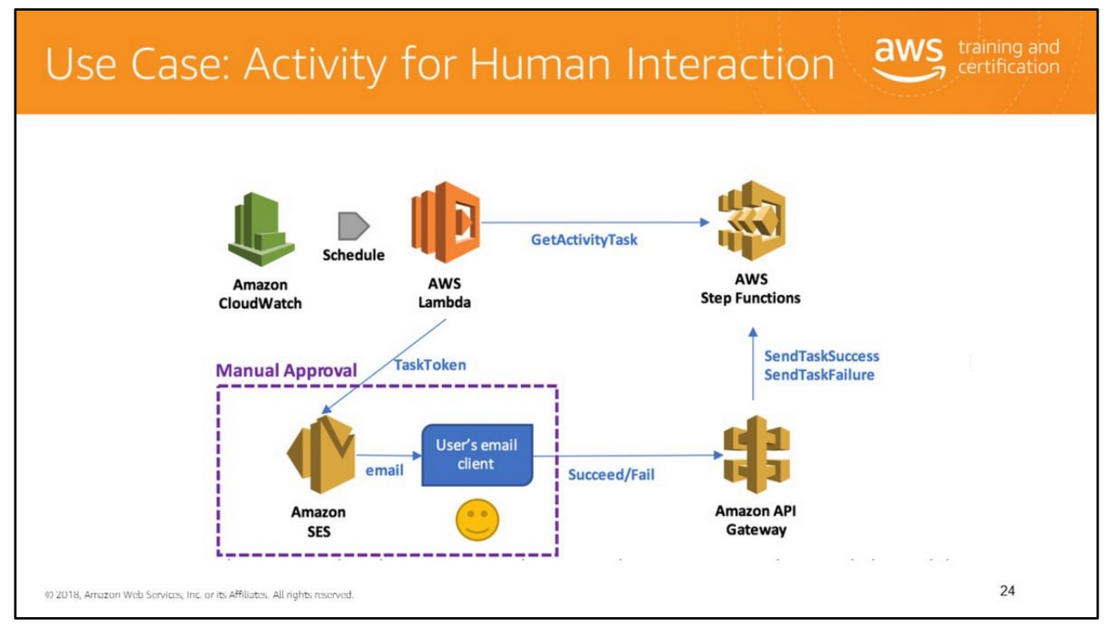 Use Case: Activity for Human Interaction
aws training and
certification
Schedule
GetActivityTask
Amazon
CloudWatch
AWS
Lambda
AWS
Step Functions
Manual Approval
TaskToken
SendTaskSuccess
SendTaskFailure
User's email
client
email
Succeed/Fail
Amazon
SES
Amazon API
Gateway
© 2018, Amazon Web Services, Inc. or its Affiliates. All rights reserved.
24